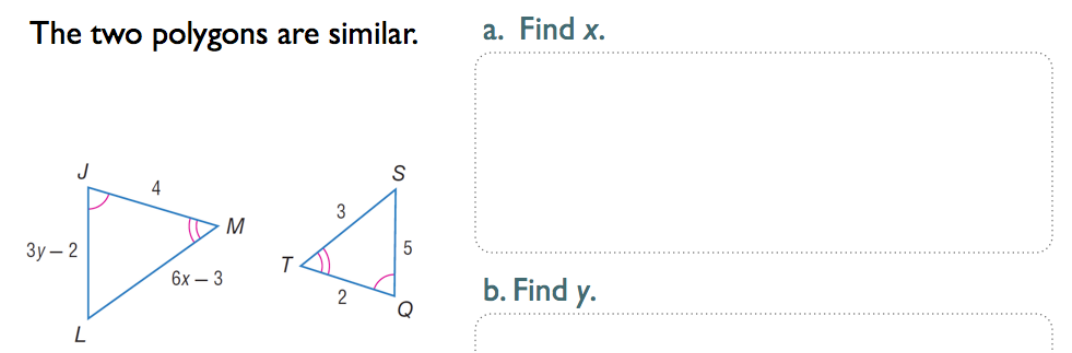 The two polygons are similar.
a. Find x.
J
4
S
3
M
3y – 2
5
T
6x – 3
2
Q
L
b. Find y.